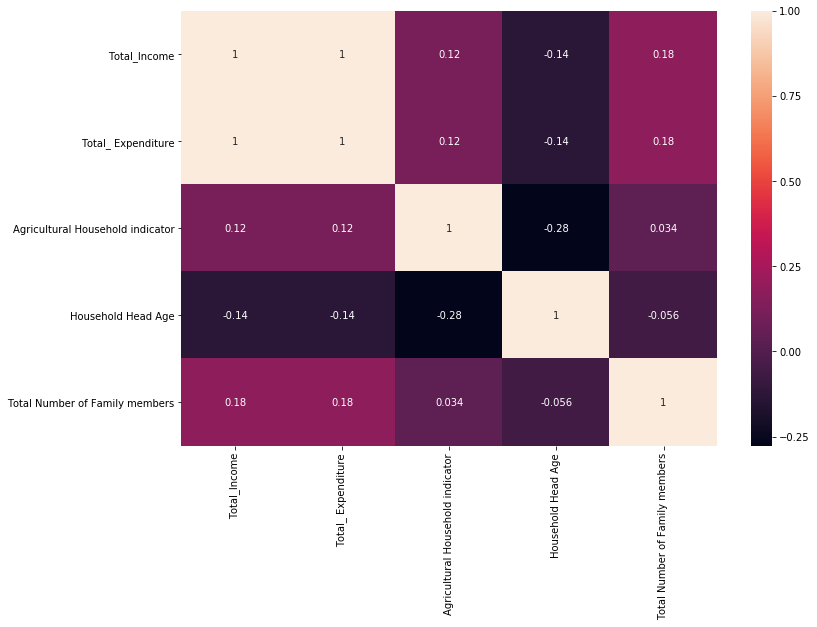 Total_Income 1 1 0.12 -0.14 0.18
Total_ Expenditure 1 1 0.12 -0.14 0.18
Agricultural Household indicator 0.12 0.12 1 -0.28 0.034
Household Head Age -0.14 -0.14 -0.28 1 -0.056
Total Number of Family members 0.18 0.18 0.034 -0.056 1
Total_Income
Total_ Expenditure
Agricultural Household indicator
Household Head Age
Total Number of Family members
1.00
0.75
0.50
0.25
0.00
−0.25